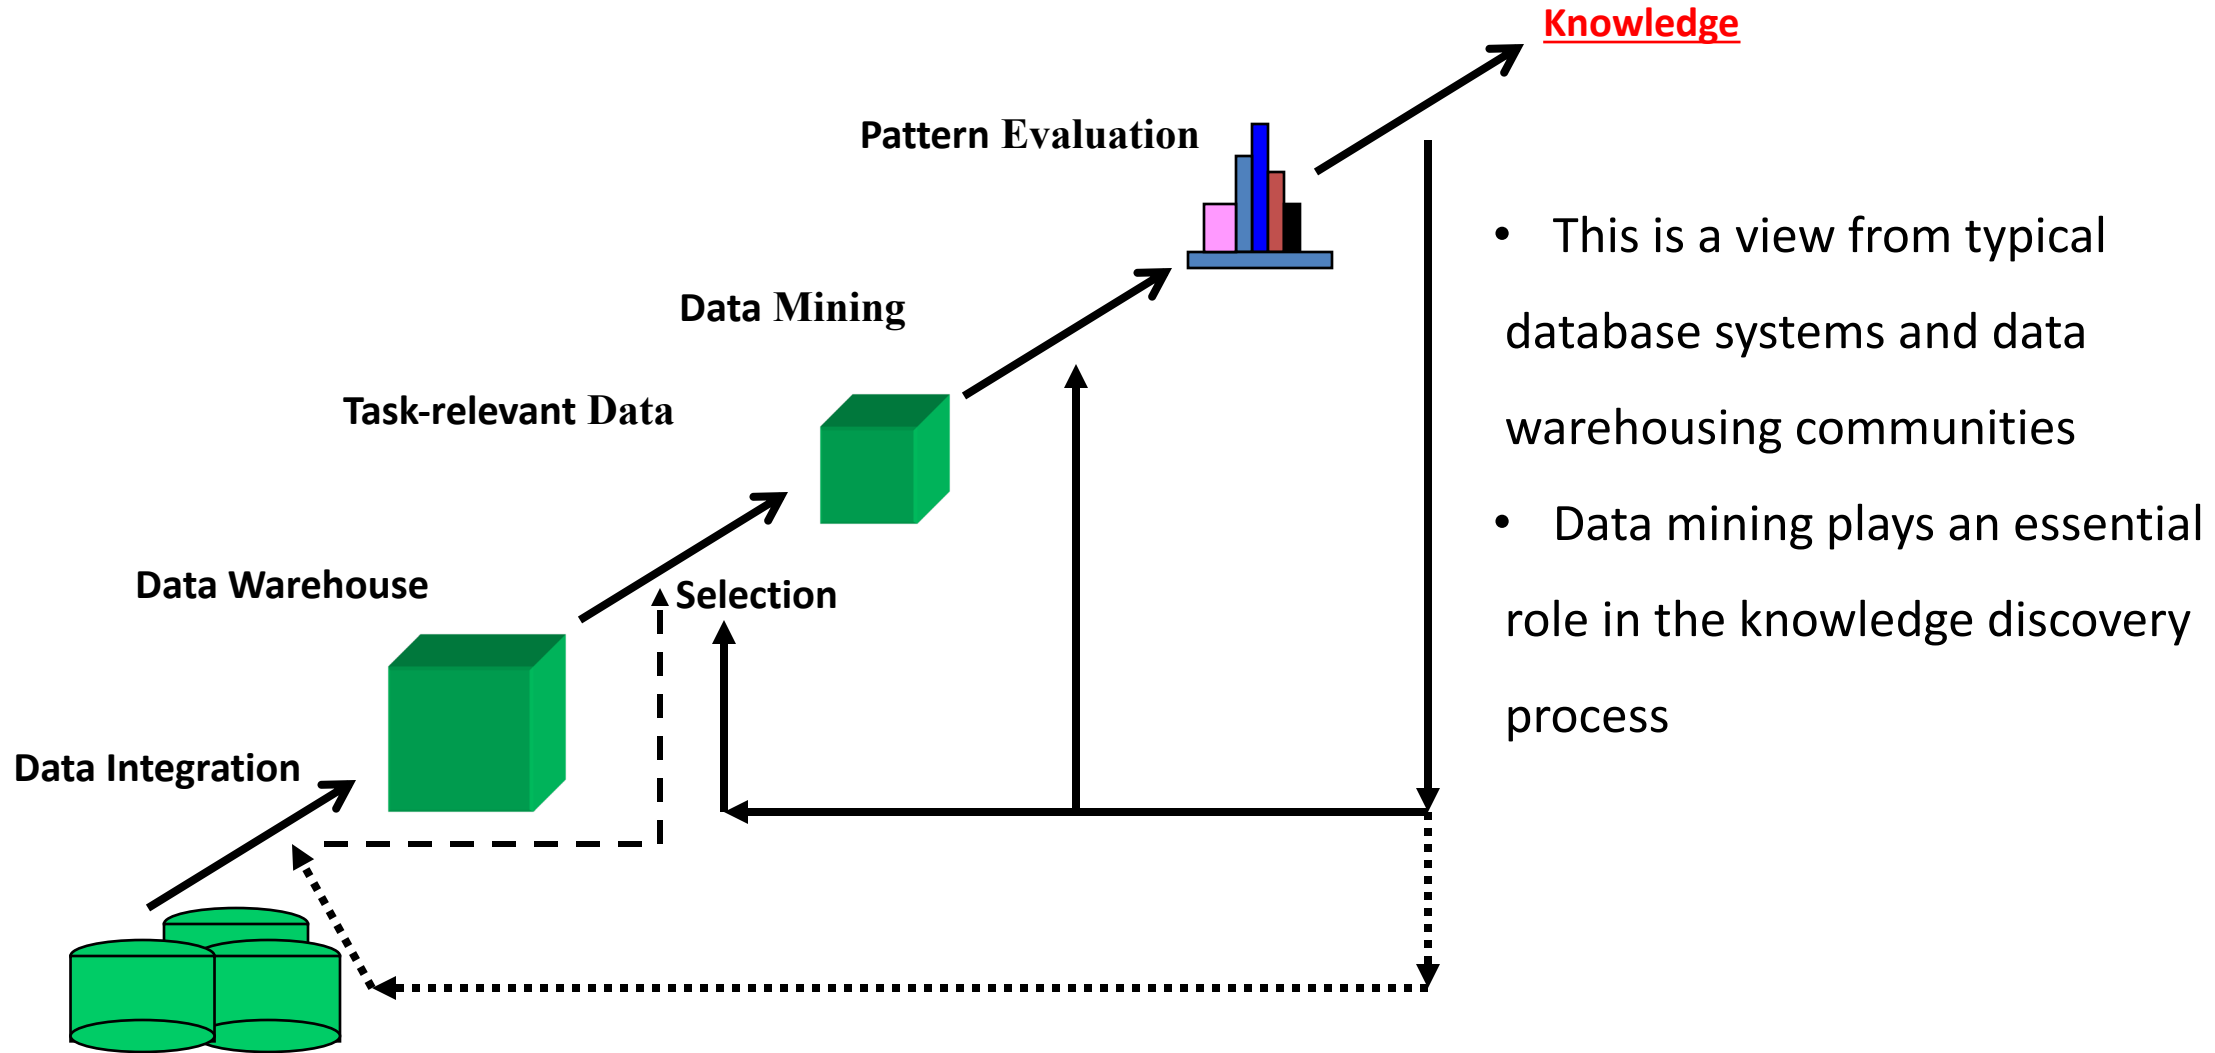 Knowledge
Pattern Evaluation
• This is a view from typical
database systems and data
warehousing communities
• Data mining plays an essential
role in the knowledge discovery
process
Data Mining
Task-relevant Data
Data Warehouse
Selection
Data Integration